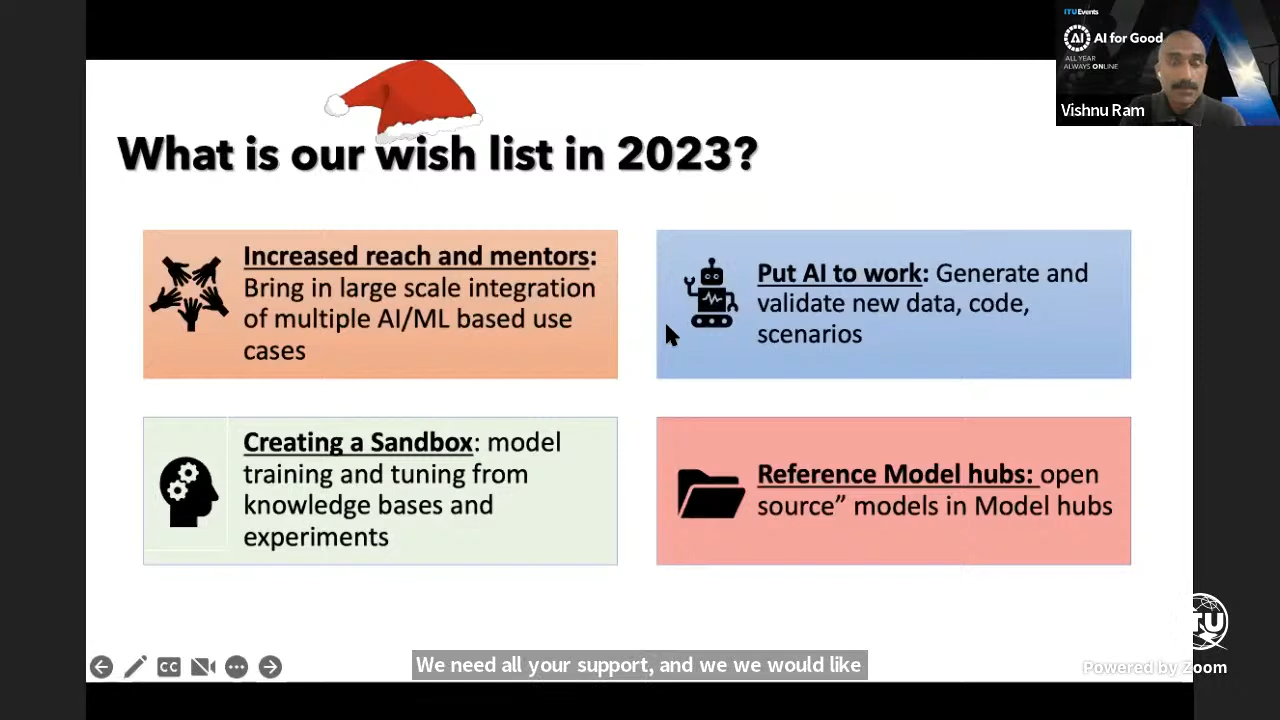 ITUEvents
AI AI for Good
ALL YEAR
ALWAYS ONLINE
Vishnu Ram
What is our wish list in 2023?
Increased reach and mentors:
Bring in large scale integration
of multiple AI/ML based use
cases
Put AI to work: Generate and
validate new data, code,
scenarios
Creating a Sandbox: model
training and tuning from
knowledge bases and
experiments
Reference Model hubs: open
source” models in Model hubs
CC
We need all your support, and we we would like
ITU
Powered by Zoom